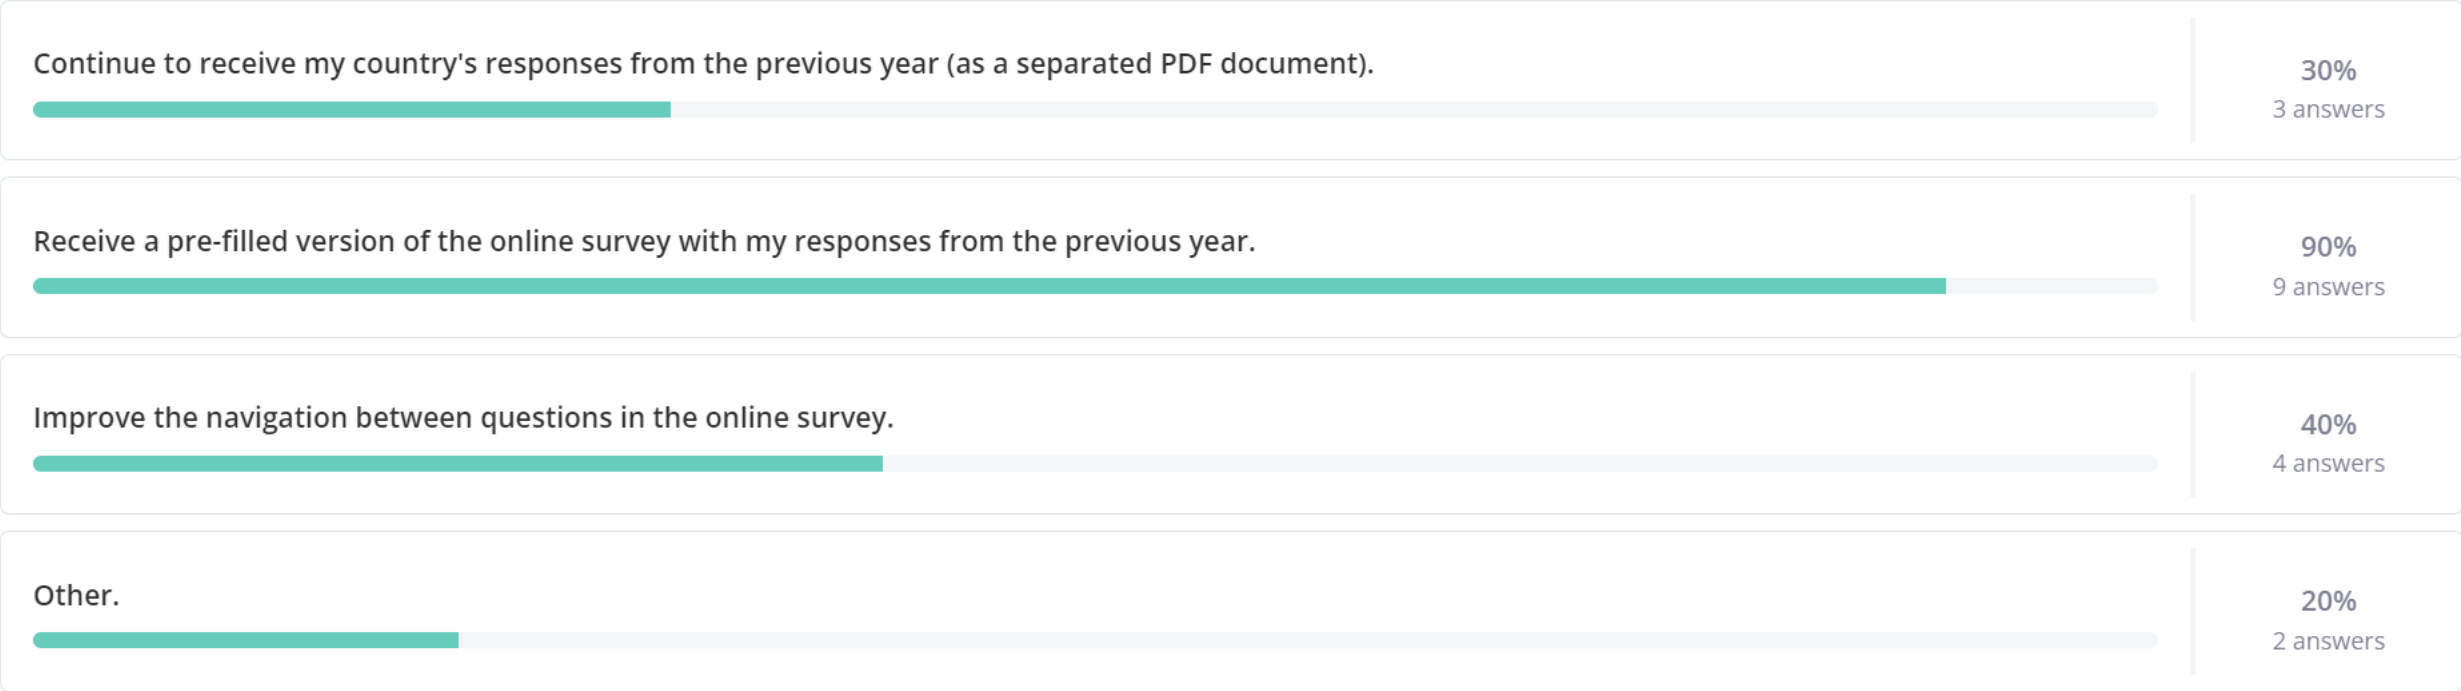 Continue to receive my country's responses from the previous year (as a separated PDF document).
30%
3 answers
Receive a pre-filled version of the online survey with my responses from the previous year.
90%
9 answers
Improve the navigation between questions in the online survey.
40%
4 answers
Other.
20%
2 answers